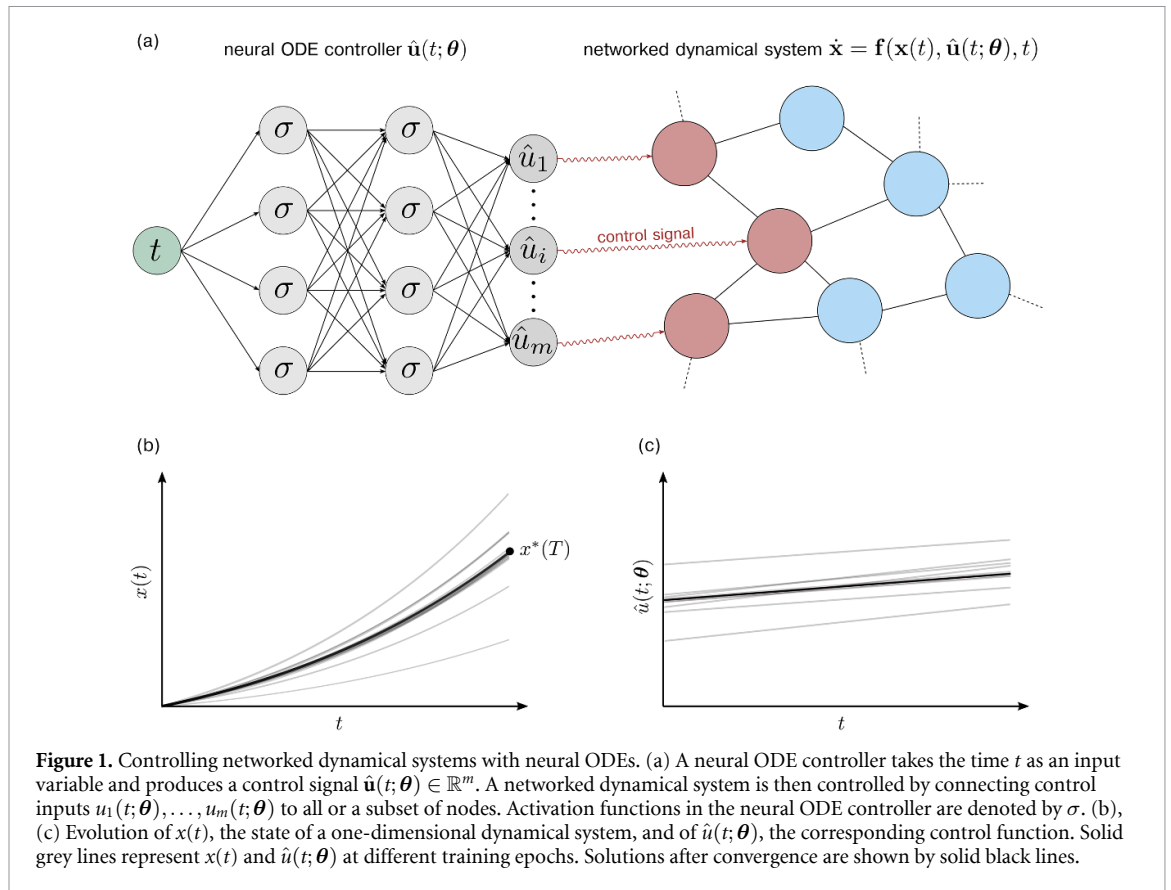 (a)
neural ODE controller û(t; θ)
networked dynamical system ẋ = f(x(t), û(t; θ), t)
t
σ σ
σ σ
σ σ
σ σ
û₁
ûᵢ
ûₘ
control signal
(b)
x(t)
x*(T)
t
(c)
û(t; θ)
t
Figure 1. Controlling networked dynamical systems with neural ODEs. (a) A neural ODE controller takes the time t as an input
variable and produces a control signal û(t; θ) ∈ ℝᵐ. A networked dynamical system is then controlled by connecting control
inputs u₁(t; θ), . . . , uₘ(t; θ) to all or a subset of nodes. Activation functions in the neural ODE controller are denoted by σ. (b),
(c) Evolution of x(t), the state of a one-dimensional dynamical system, and of û(t; θ), the corresponding control function. Solid
grey lines represent x(t) and û(t; θ) at different training epochs. Solutions after convergence are shown by solid black lines.